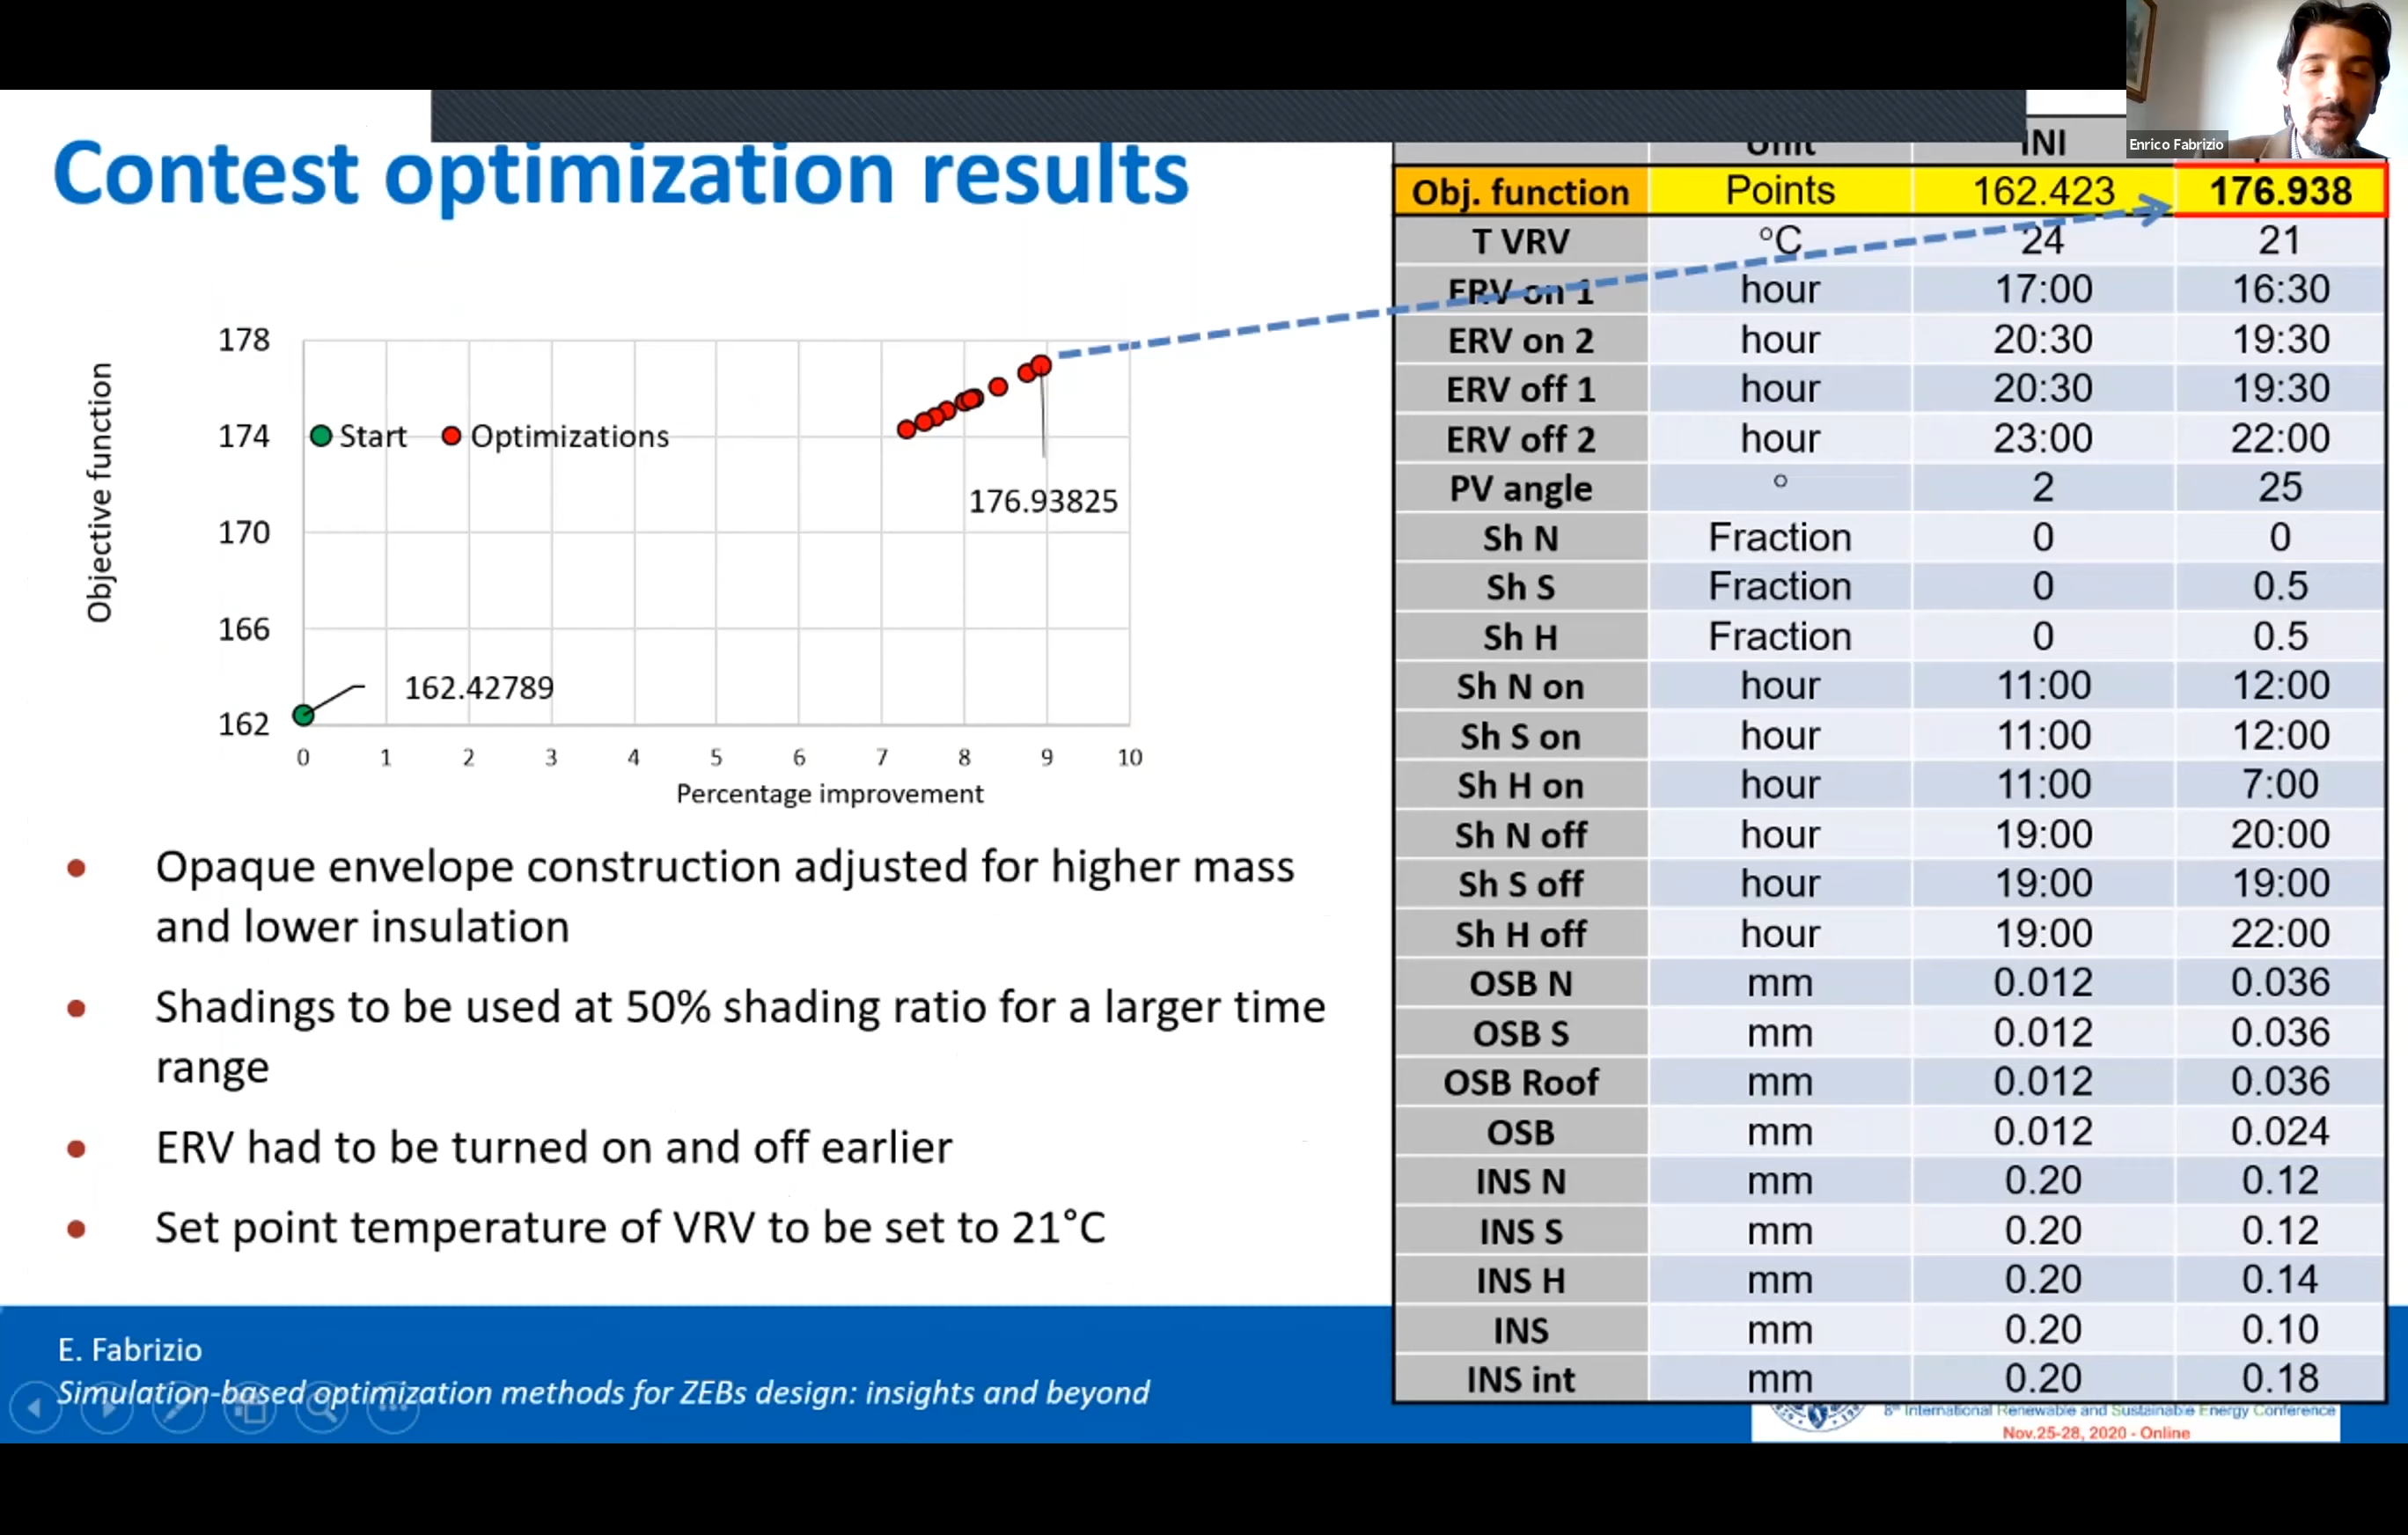 Enrico Fabrizio
Contest optimization results
Objective function
178
174
170
166
162
Start
Optimizations
176.93825
162.42789
0 1 2 3 4 5 6 7 8 9 10
Percentage improvement
• Opaque envelope construction adjusted for higher mass
and lower insulation
• Shadings to be used at 50% shading ratio for a larger time
range
• ERV had to be turned on and off earlier
• Set point temperature of VRV to be set to 21°C
Unit INI
Obj. function Points 162.423 176.938
T VRV °C 24 21
ERV on 1 hour 17:00 16:30
ERV on 2 hour 20:30 19:30
ERV off 1 hour 20:30 19:30
ERV off 2 hour 23:00 22:00
PV angle ° 2 25
Sh N Fraction 0 0
Sh S Fraction 0 0.5
Sh H Fraction 0 0.5
Sh N on hour 11:00 12:00
Sh S on hour 11:00 12:00
Sh H on hour 11:00 7:00
Sh N off hour 19:00 20:00
Sh S off hour 19:00 19:00
Sh H off hour 19:00 22:00
OSB N mm 0.012 0.036
OSB S mm 0.012 0.036
OSB Roof mm 0.012 0.036
OSB mm 0.012 0.024
INS N mm 0.20 0.12
INS S mm 0.20 0.12
INS H mm 0.20 0.14
INS mm 0.20 0.10
INS int mm 0.20 0.18
E. Fabrizio
Simulation-based optimization methods for ZEBs design: insights and beyond
8th International Renewable and Sustainable Energy Conference
Nov.25-28, 2020 - Online